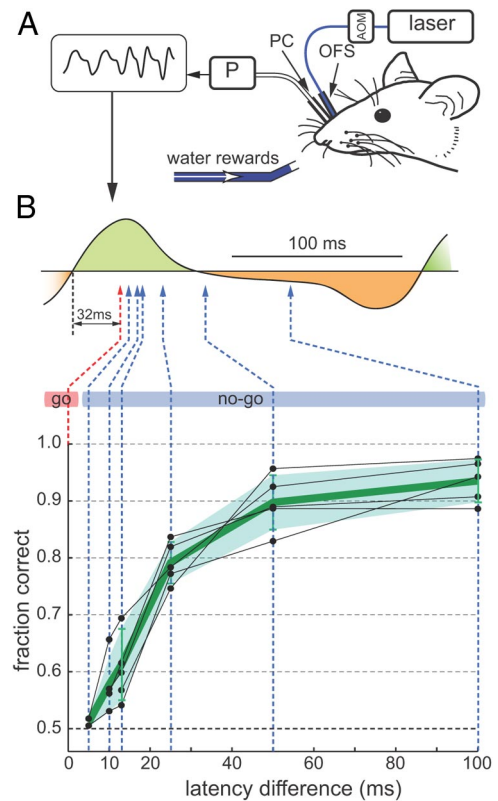 A
PC
OFS
AOM
laser
P
water rewards
B
100 ms
32ms
go
no-go
1.0
0.9
0.8
0.7
0.6
0.5
fraction correct
0
20
40
60
80
100
latency difference (ms)